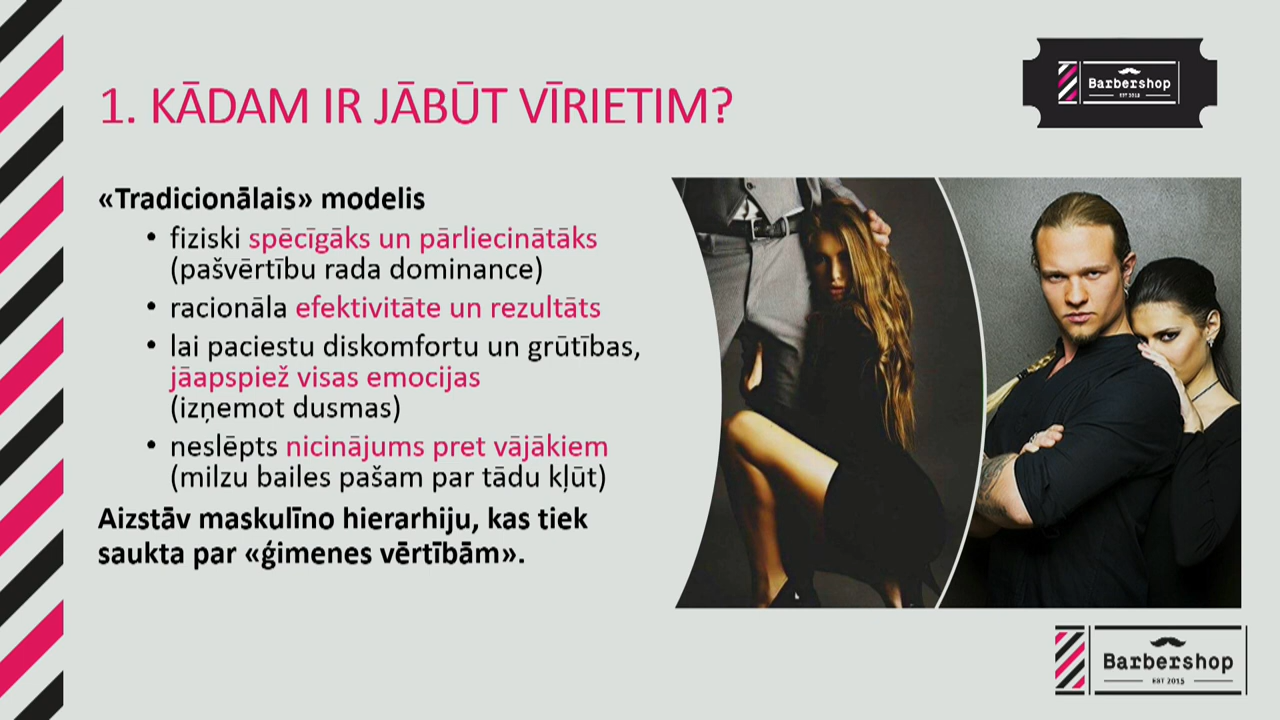 1. KĀDAM IR JĀBŪT VĪRIETIM?
Barbershop
EST 2015
«Tradicionālais» modelis
• fiziski spēcīgāks un pārliecinātāks
(pašvērtību rada dominance)
• racionāla efektivitāte un rezultāts
• lai paciestu diskomfortu un grūtības,
jāapspiež visas emocijas
(izņemot dusmas)
• neslēpts nicinājums pret vājākiem
(milzu bailes pašam par tādu kļūt)
Aizstāv maskulīno hierarhiju, kas tiek
saukta par «ģimenes vērtībām».
Barbershop
EST 2015